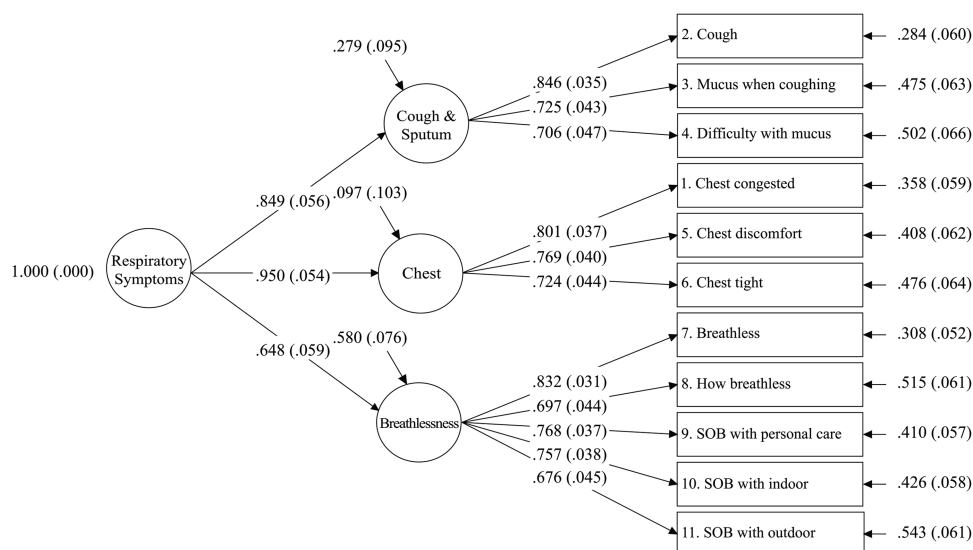 .279 (.095)
2. Cough
.284 (.060)
.846 (.035)
3. Mucus when coughing
.475 (.063)
.725 (.043)
Cough &
Sputum
.706 (.047)
4. Difficulty with mucus
.502 (.066)
1. Chest congested
.358 (.059)
.849 (.056)
.097 (.103)
.801 (.037)
5. Chest discomfort
.408 (.062)
.769 (.040)
Respiratory
Symptoms
1.000 (.000)
.950 (.054)
Chest
.724 (.044)
6. Chest tight
.476 (.064)
7. Breathless
.308 (.052)
.648 (.059)
.580 (.076)
.832 (.031)
8. How breathless
.515 (.061)
.697 (.044)
Breathlessness
.768 (.037)
9. SOB with personal care
.410 (.057)
.757 (.038)
.676 (.045)
10. SOB with indoor
.426 (.058)
11. SOB with outdoor
.543 (.061)